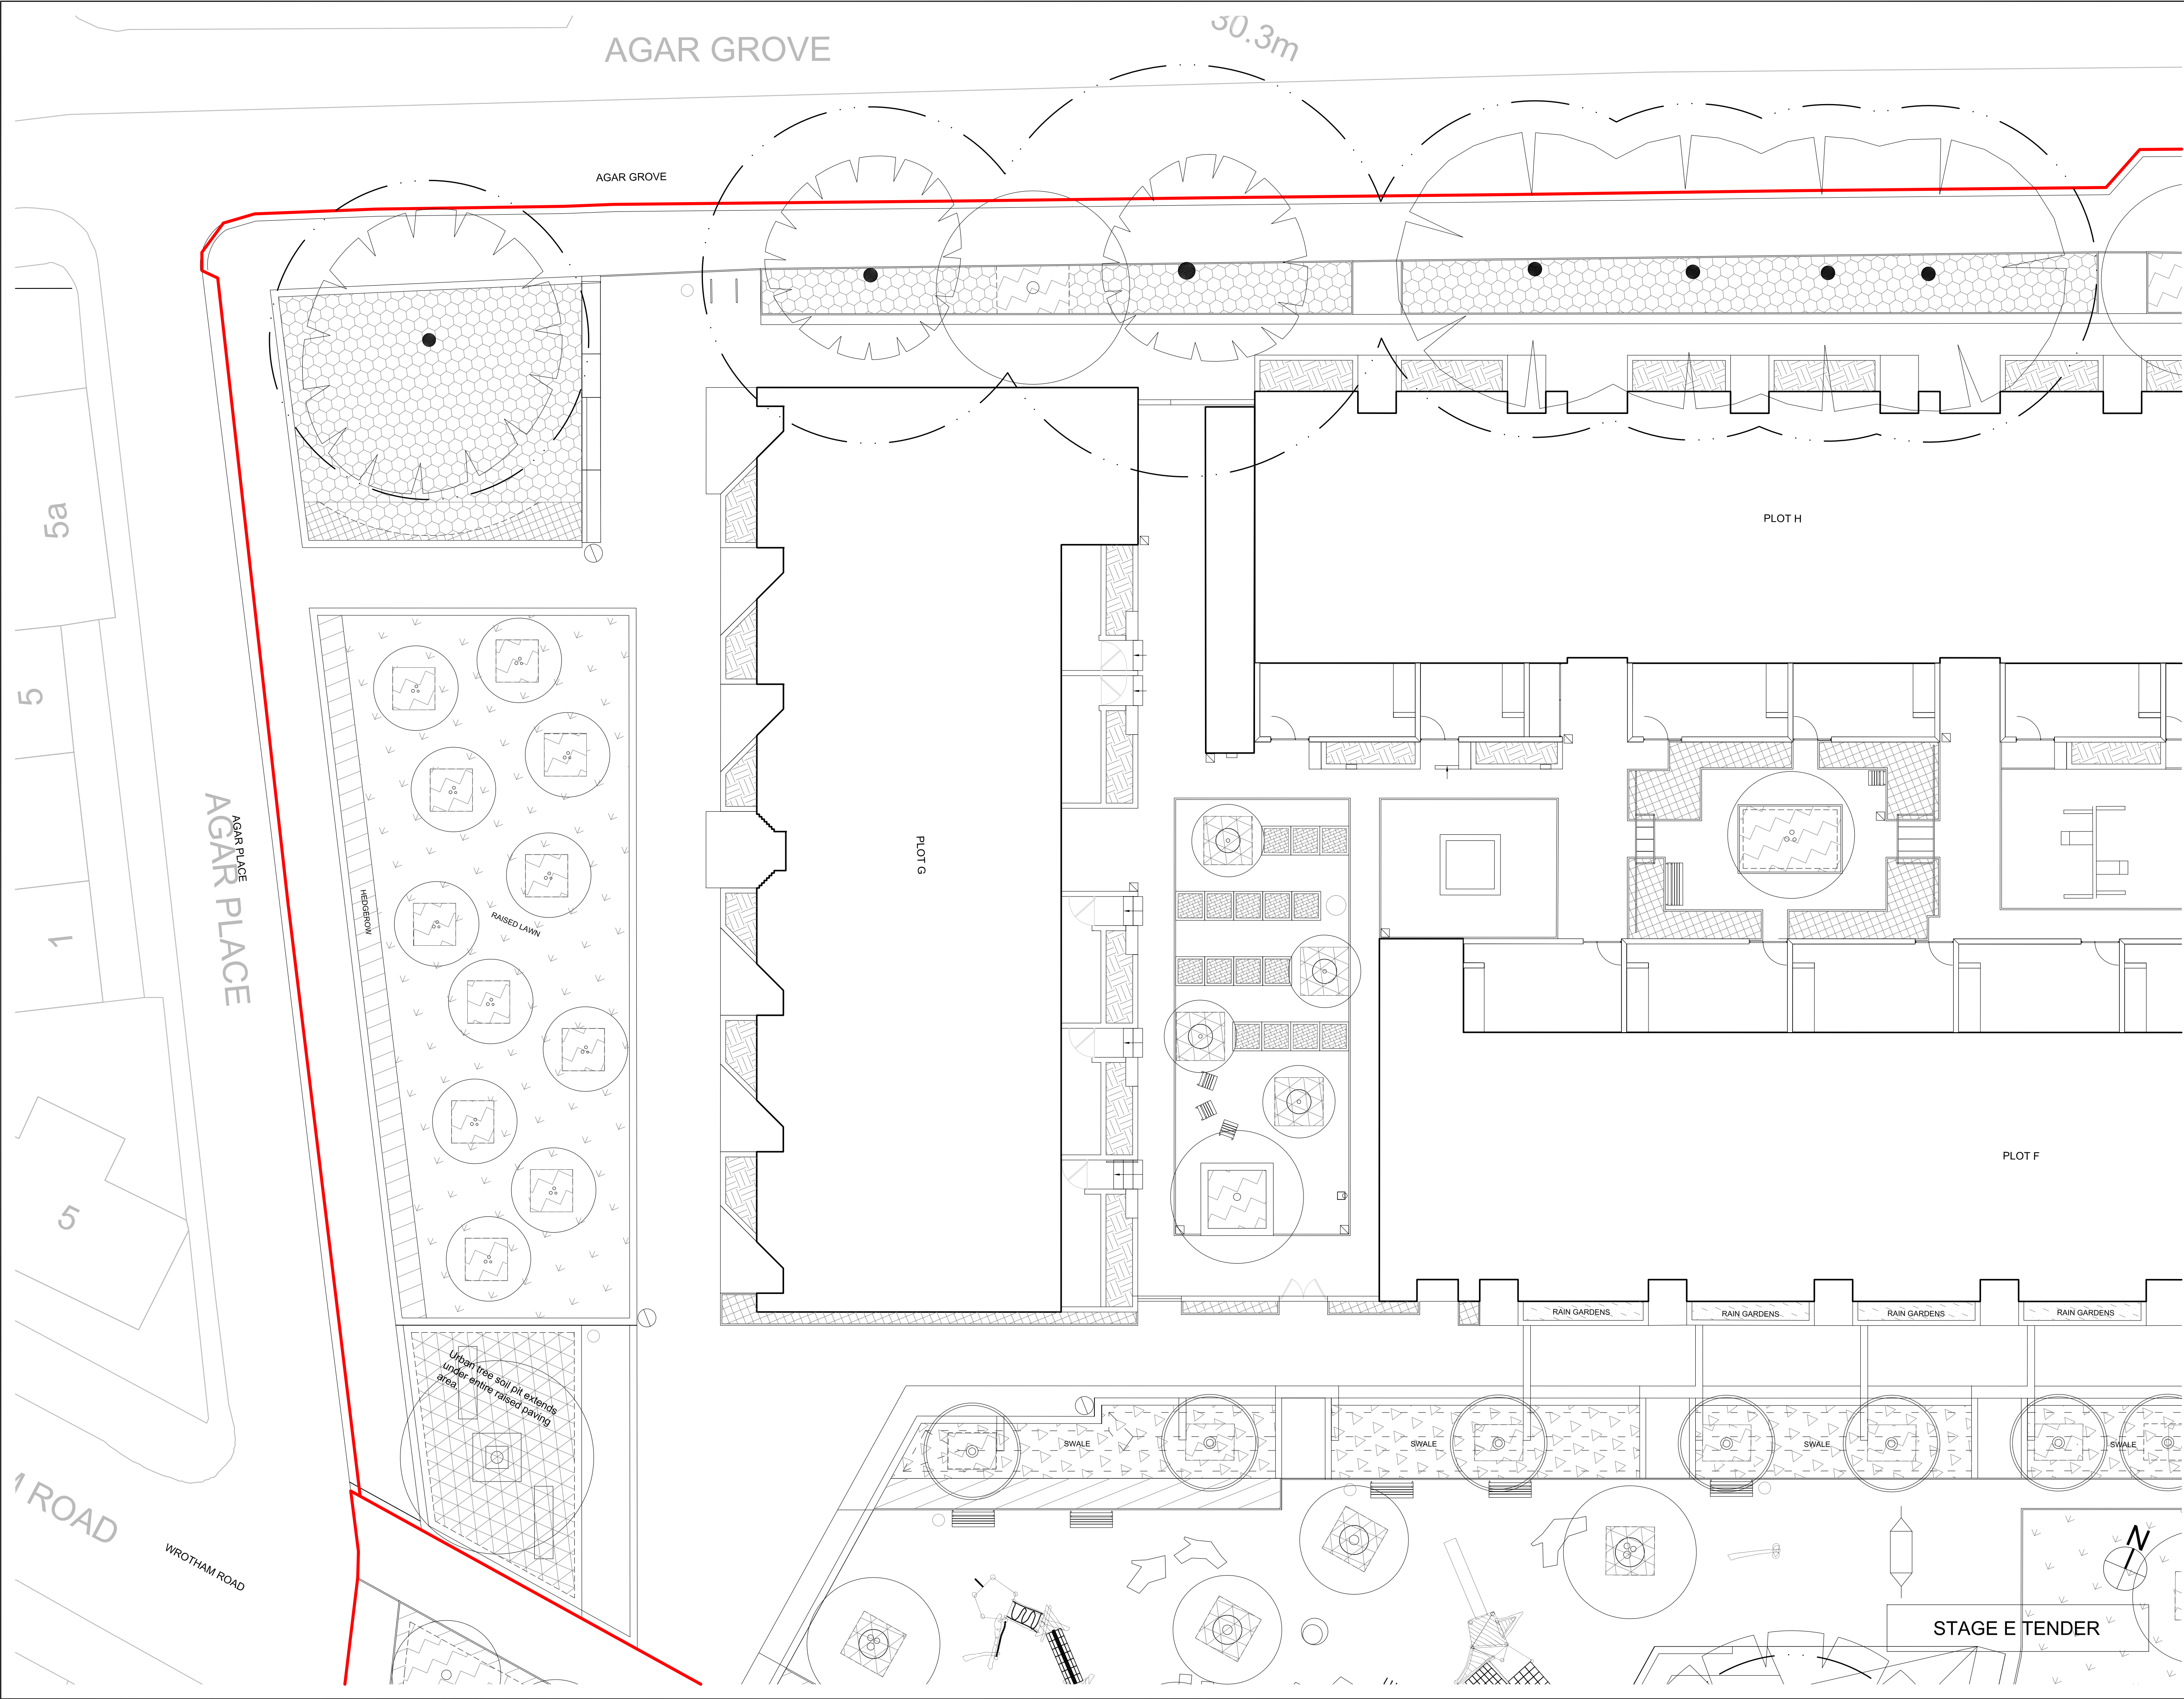 AGAR GROVE
30.3m
AGAR GROVE
5a
PLOT H
5
AGAR PLACE
AGAR PLACE
PLOT G
HEDGEROW
RAISED LAWN
1
PLOT F
5
RAIN GARDENS
RAIN GARDENS
RAIN GARDENS
RAIN GARDENS
Urban tree soil pit extends
under entire raised paving
area.
SWALE
SWALE
SWALE
SWALE
ROAD
WROTHAM ROAD
N
STAGE E TENDER